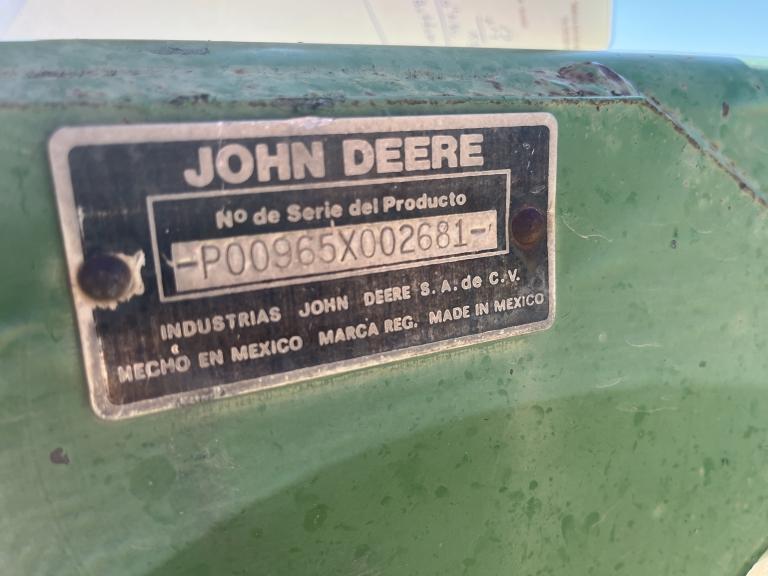 JOHN DEERE
Nº de Serie del Producto
-P00965X002681-
INDUSTRIAS JOHN DEERE S.A. de C.V.
HECHO EN MEXICO MARCA REG. MADE IN MEXICO